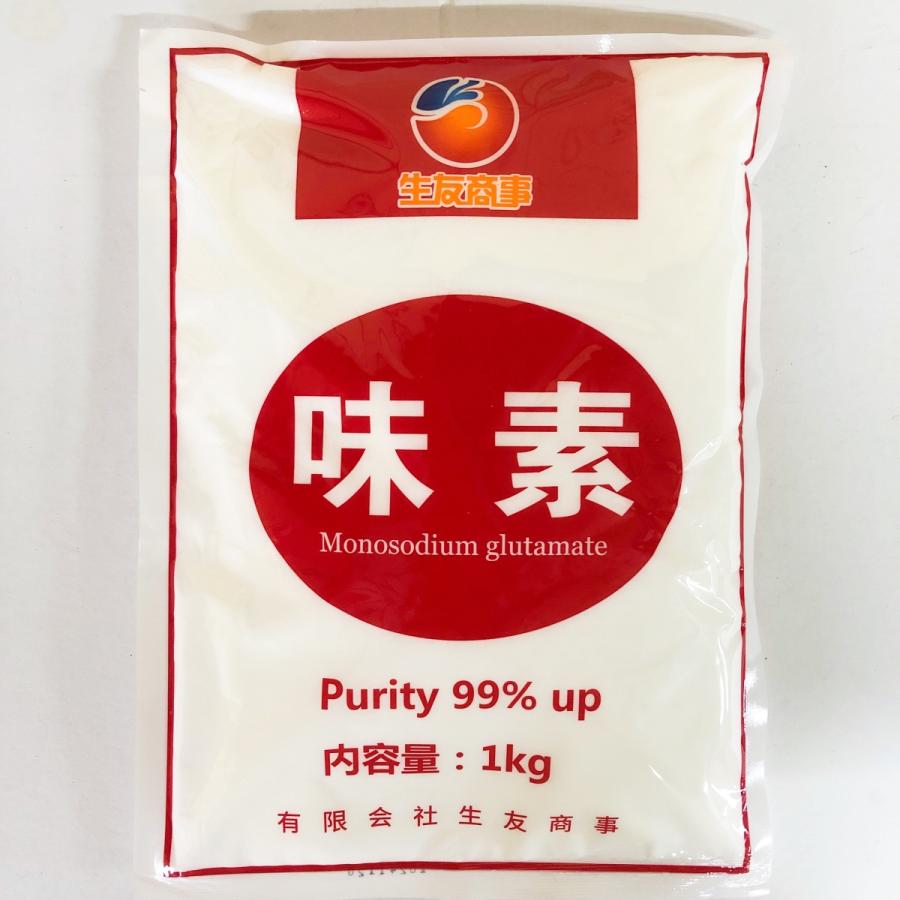 生友商事
味素
Monosodium glutamate
Purity 99% up
内容量：1kg
有限会社生友商事